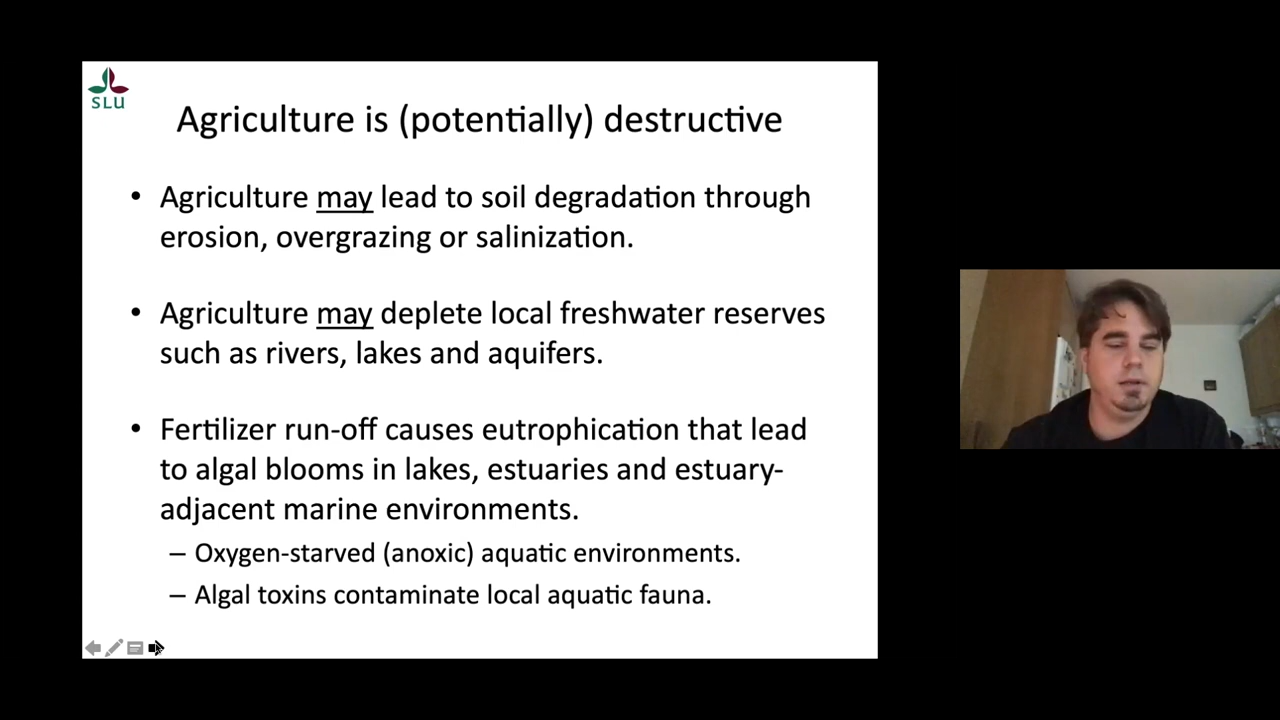 SLU
Agriculture is (potentially) destructive
• Agriculture may lead to soil degradation through
erosion, overgrazing or salinization.
• Agriculture may deplete local freshwater reserves
such as rivers, lakes and aquifers.
• Fertilizer run-off causes eutrophication that lead
to algal blooms in lakes, estuaries and estuary-
adjacent marine environments.
– Oxygen-starved (anoxic) aquatic environments.
– Algal toxins contaminate local aquatic fauna.